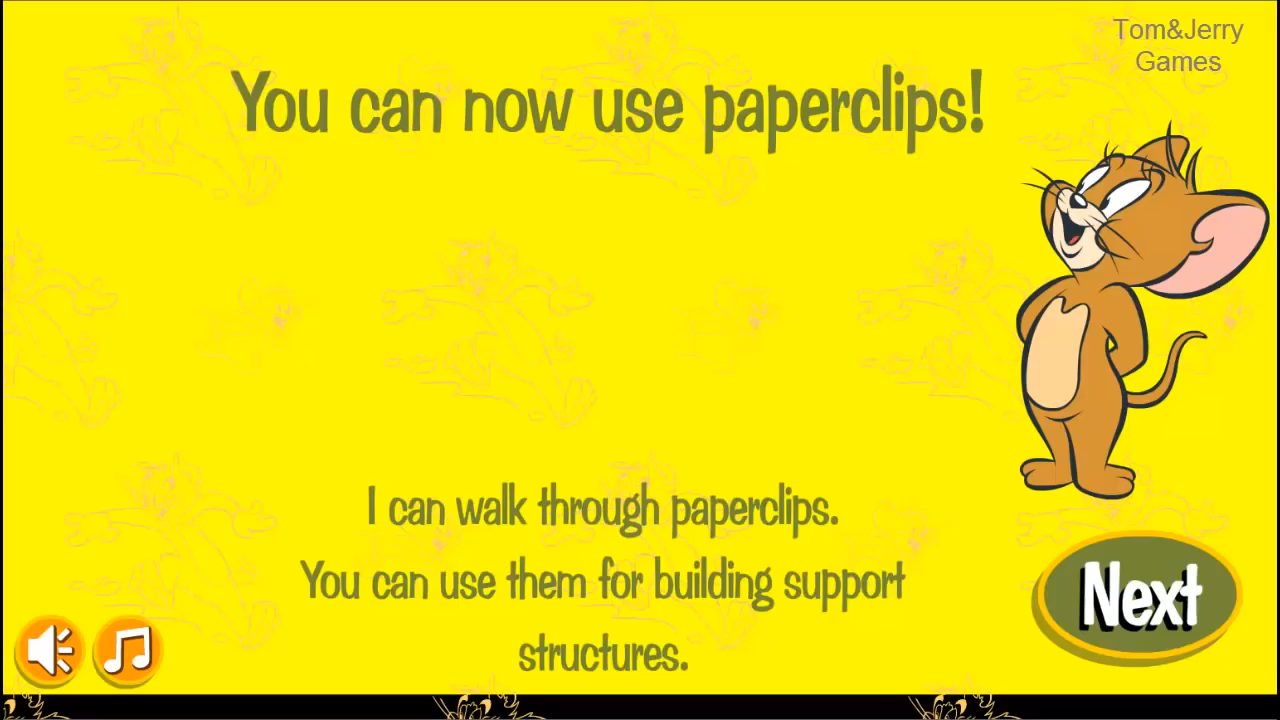 Tom&Jerry
Games
You can now use paperclips!
I can walk through paperclips.
You can use them for building support
structures.
Next